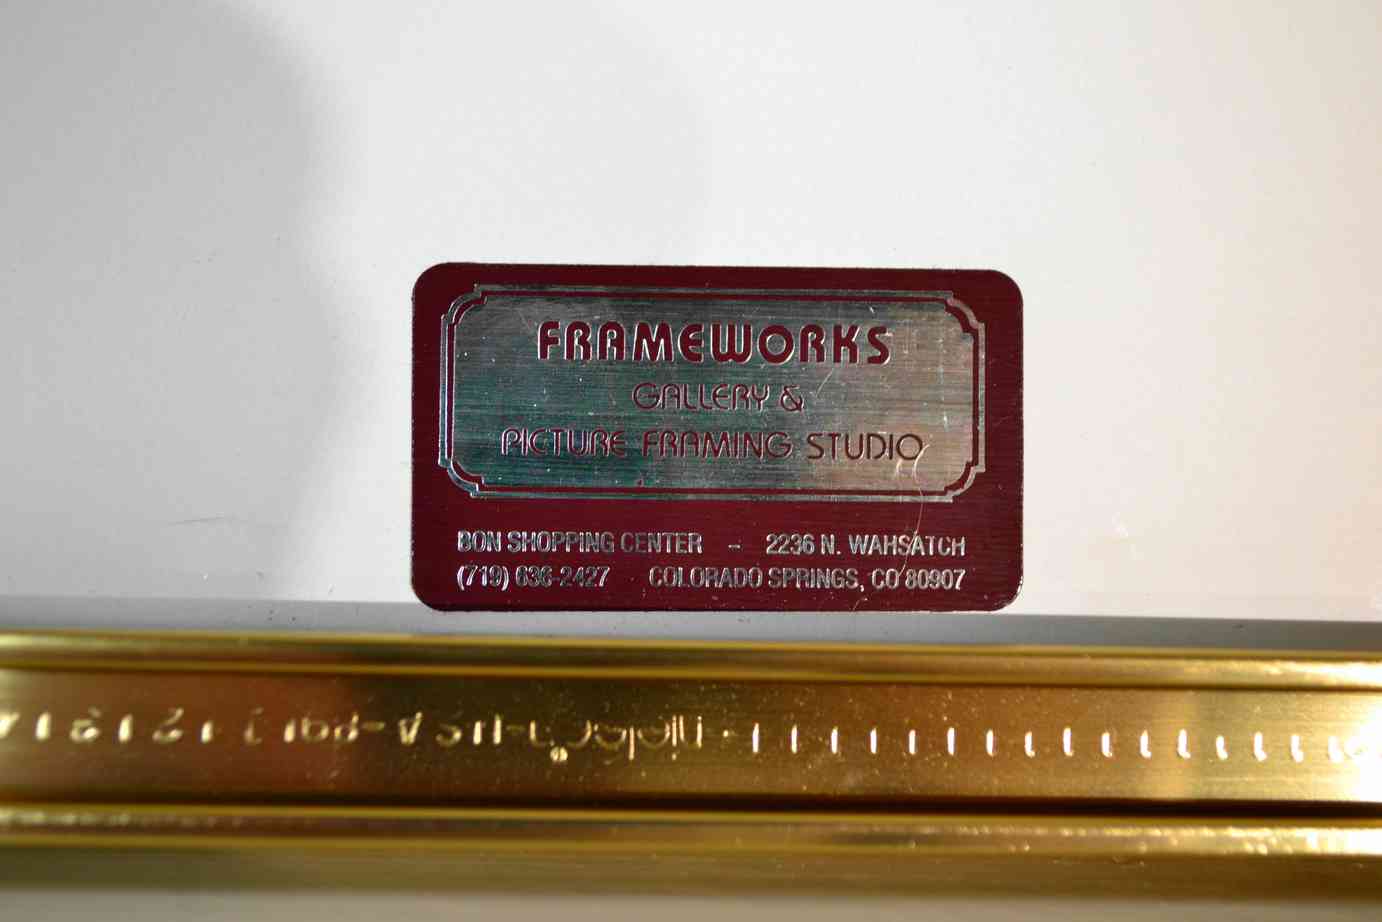 FRAMEWORKS
GALLERY &
PICTURE FRAMING STUDIO
BON SHOPPING CENTER - 2236 N. WAHSATCH
(719) 636-2427 COLORADO SPRINGS, CO 80907